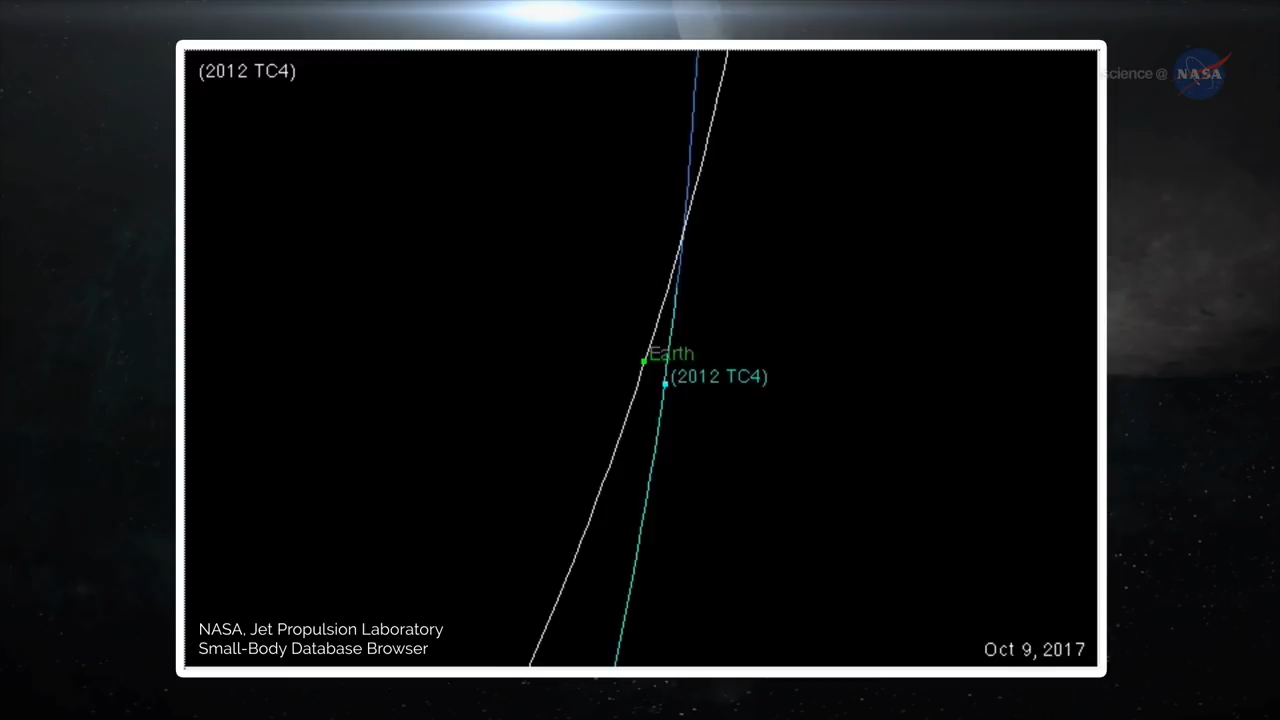 (2012 TC4)
science @ NASA
Earth
(2012 TC4)
NASA, Jet Propulsion Laboratory
Small-Body Database Browser
Oct 9, 2017